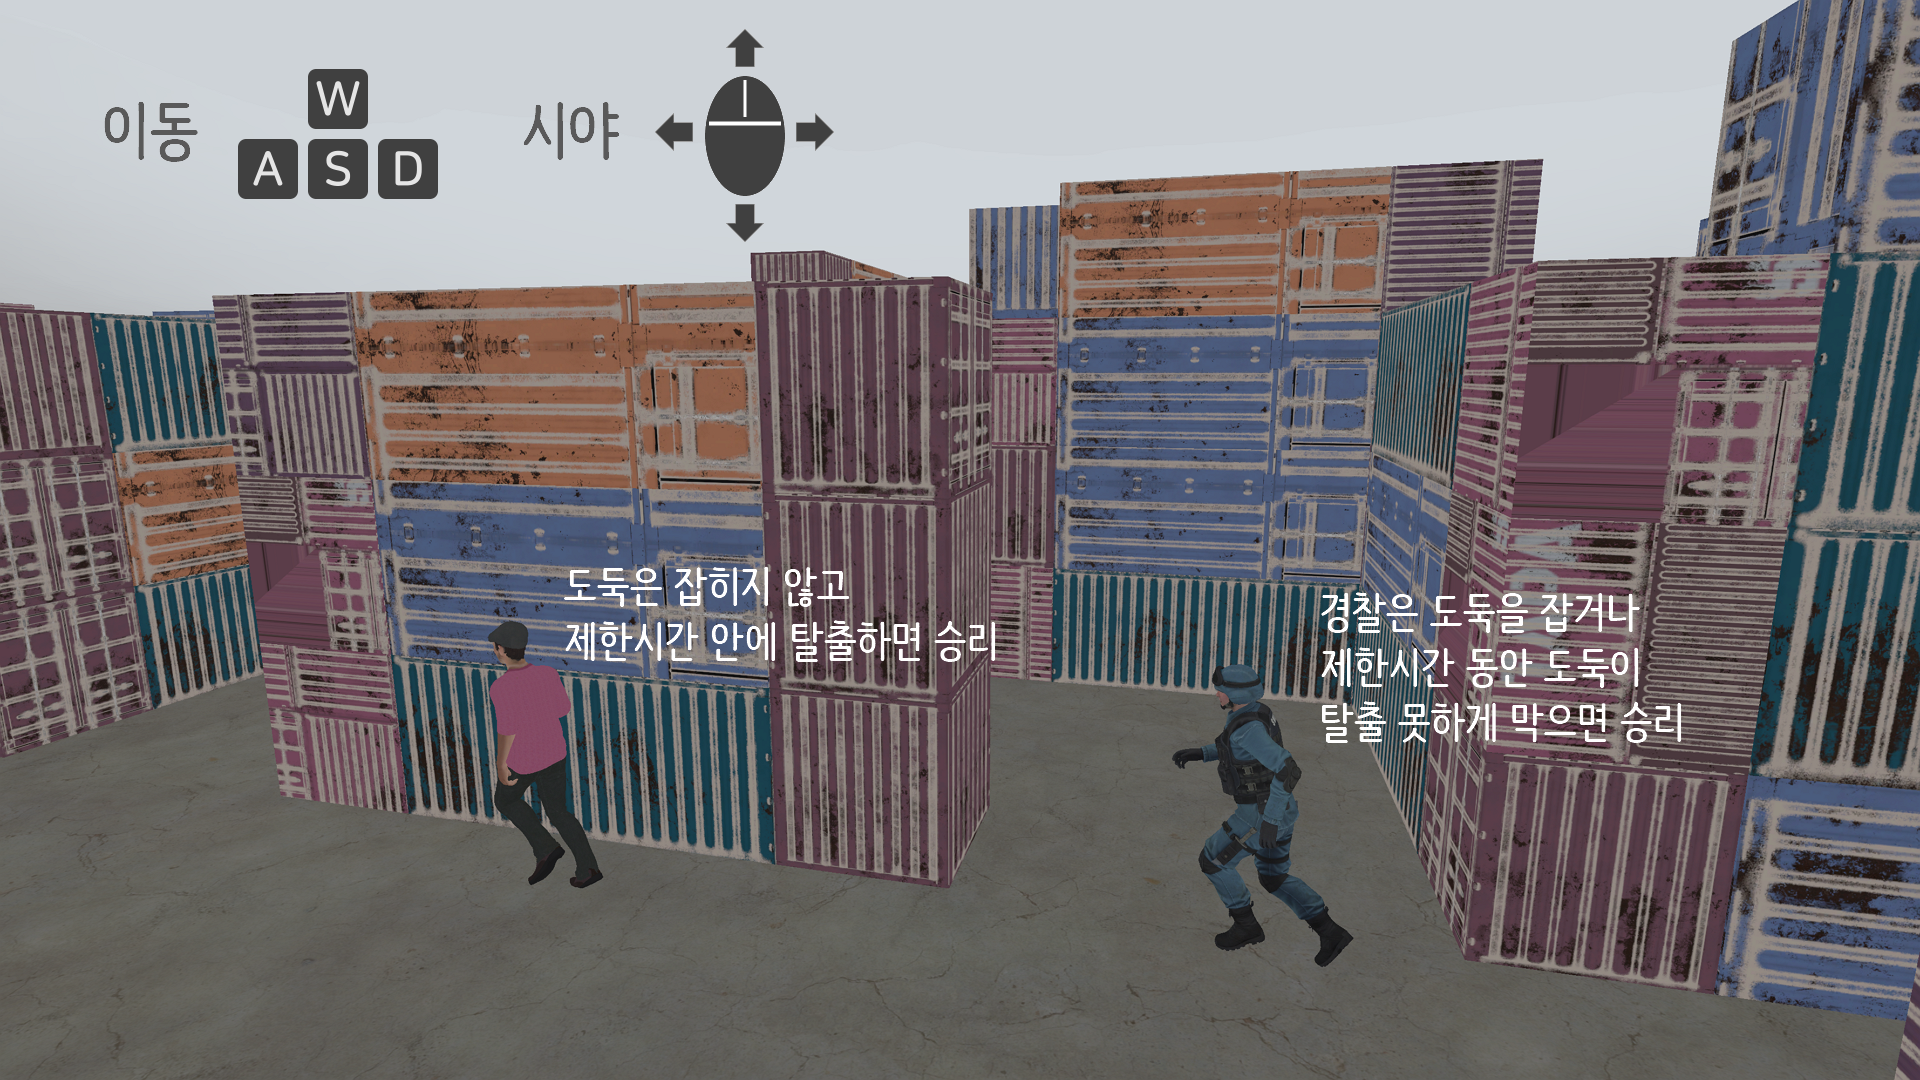 이동
W
A S D
시야
도둑은 잡히지 않고
제한시간 안에 탈출하면 승리
경찰은 도둑을 잡거나
제한시간 동안 도둑이
탈출 못하게 막으면 승리